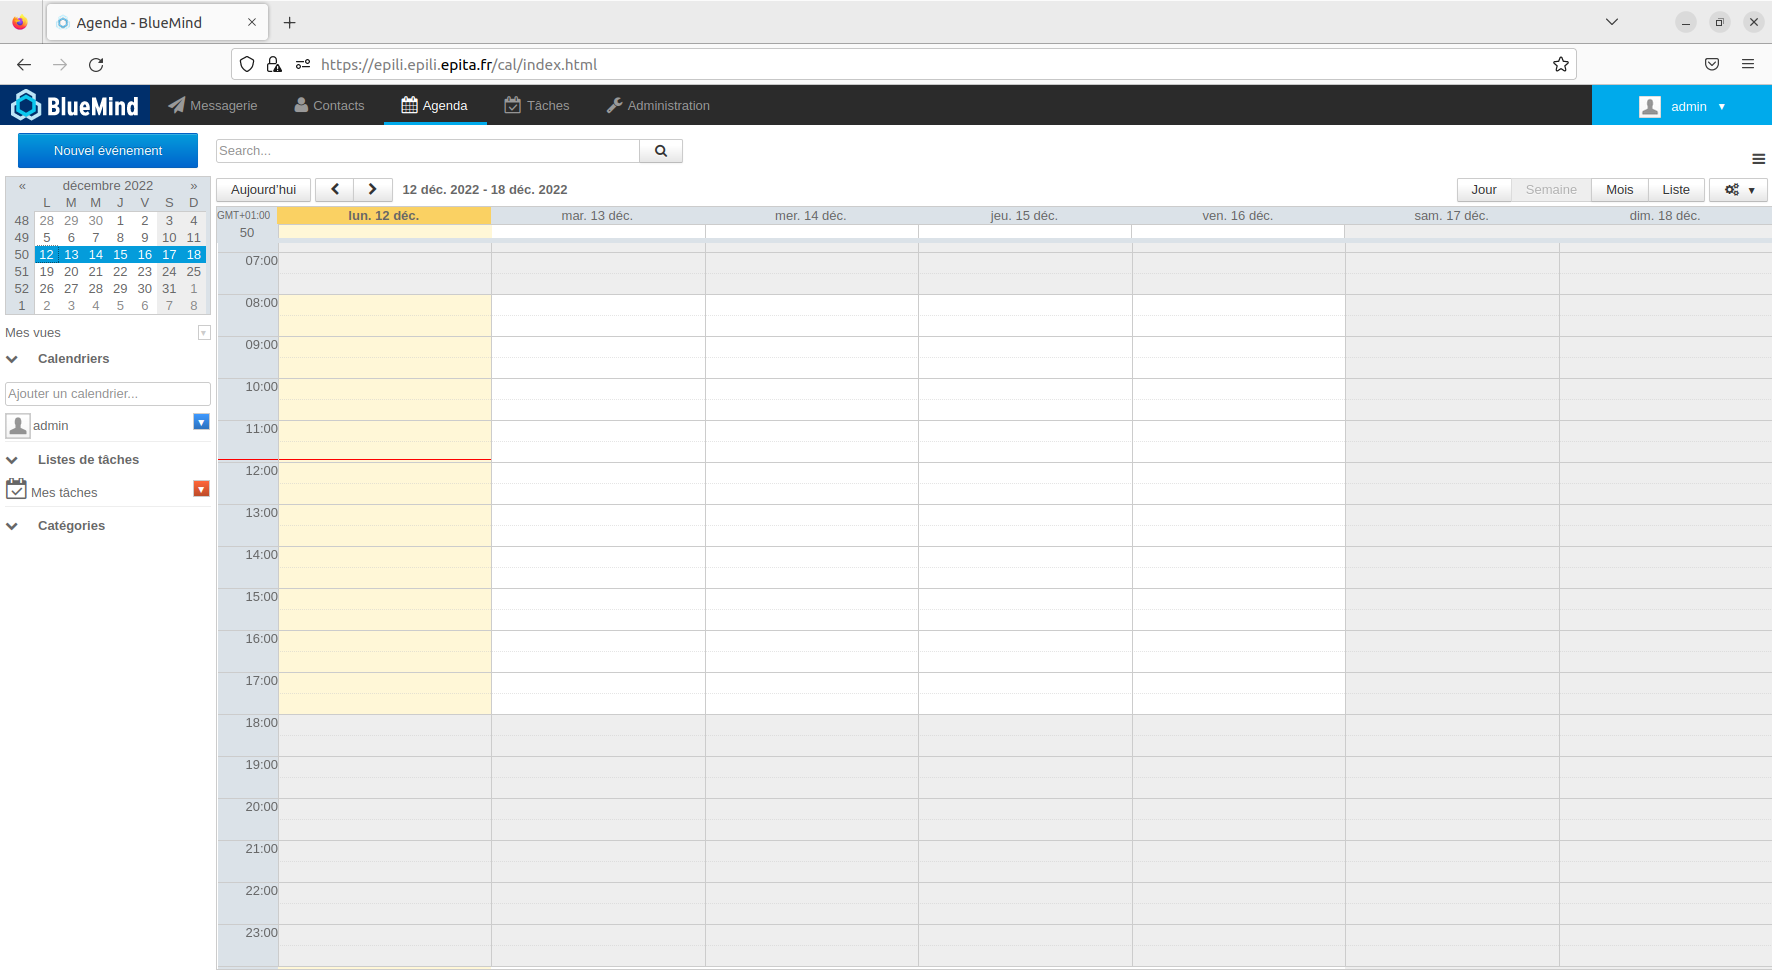 Agenda - BlueMind
https://epili.epili.epita.fr/cal/index.html
BlueMind Messagerie Contacts Agenda Tâches Administration admin
Nouvel événement
Search...
« décembre 2022 »
L M M J V S D
48 28 29 30 1 2 3 4
49 5 6 7 8 9 10 11
50 12 13 14 15 16 17 18
51 19 20 21 22 23 24 25
52 26 27 28 29 30 31 1
1 2 3 4 5 6 7 8
Mes vues
Calendriers
Ajouter un calendrier...
admin
Listes de tâches
Mes tâches
Catégories
Aujourd'hui 12 déc. 2022 - 18 déc. 2022 Jour Semaine Mois Liste
GMT+01:00 lun. 12 déc. mar. 13 déc. mer. 14 déc. jeu. 15 déc. ven. 16 déc. sam. 17 déc. dim. 18 déc.
50
07:00
08:00
09:00
10:00
11:00
12:00
13:00
14:00
15:00
16:00
17:00
18:00
19:00
20:00
21:00
22:00
23:00